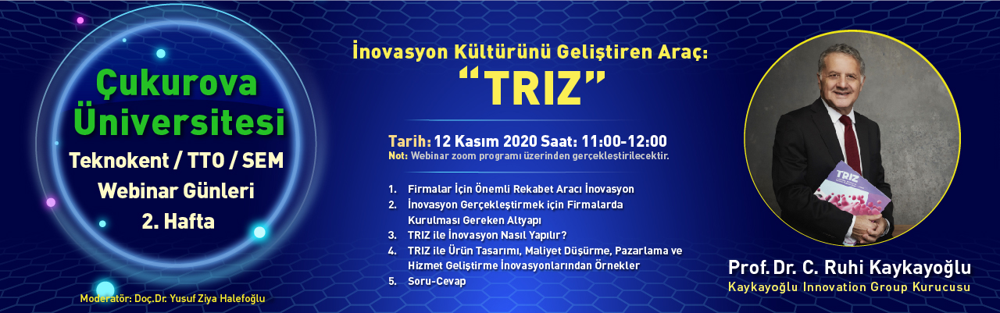 Çukurova
Üniversitesi
Teknokent / TTO / SEM
Webinar Günleri
2. Hafta
Moderatör: Doç.Dr. Yusuf Ziya Halefoğlu
İnovasyon Kültürünü Geliştiren Araç:
“TRIZ”
Tarih: 12 Kasım 2020 Saat: 11:00-12:00
Not: Webinar zoom programı üzerinden gerçekleştirilecektir.
1. Firmalar İçin Önemli Rekabet Aracı İnovasyon
2. İnovasyon Gerçekleştirmek için Firmalarda
Kurulması Gereken Altyapı
3. TRIZ ile İnovasyon Nasıl Yapılır?
4. TRIZ ile Ürün Tasarımı, Maliyet Düşürme, Pazarlama ve
Hizmet Geliştirme İnovasyonlarından Örnekler
5. Soru-Cevap
TRIZ
Prof. Dr. C. Ruhi Kaykayoğlu
Kaykayoğlu Innovation Group Kurucusu